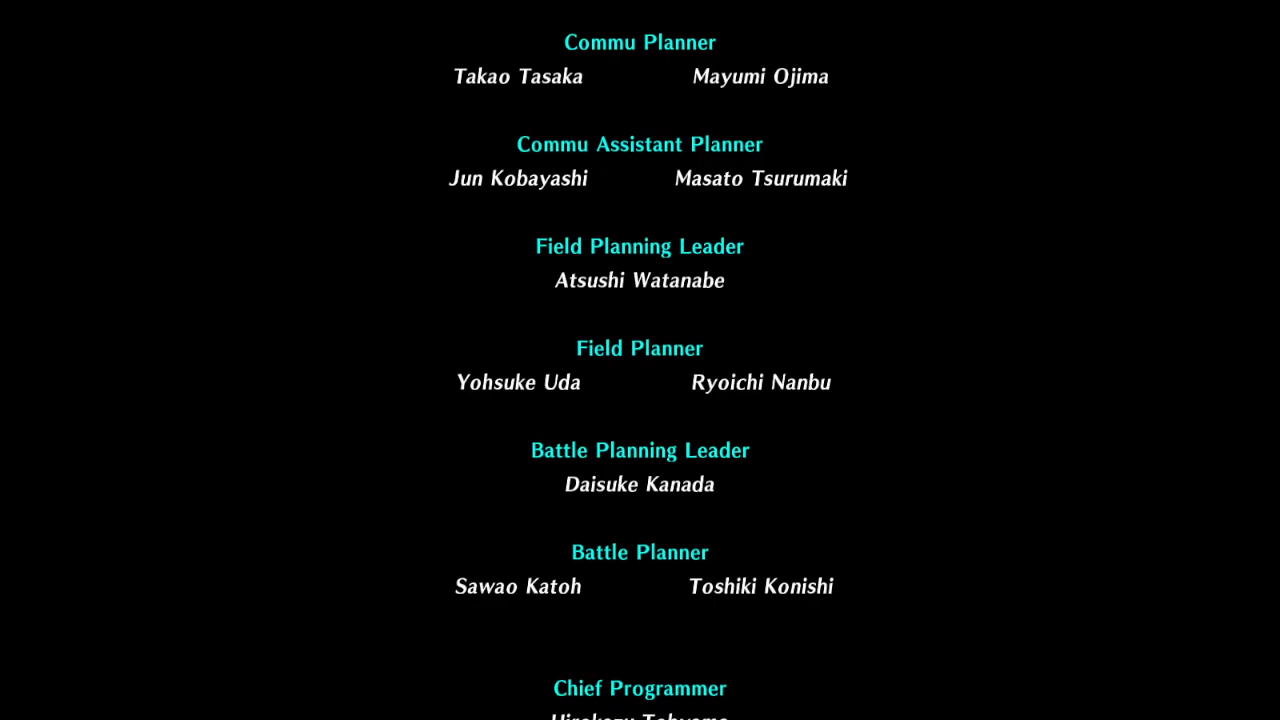 Commu Planner
Takao Tasaka Mayumi Ojima
Commu Assistant Planner
Jun Kobayashi Masato Tsurumaki
Field Planning Leader
Atsushi Watanabe
Field Planner
Yohsuke Uda Ryoichi Nanbu
Battle Planning Leader
Daisuke Kanada
Battle Planner
Sawao Katoh Toshiki Konishi
Chief Programmer